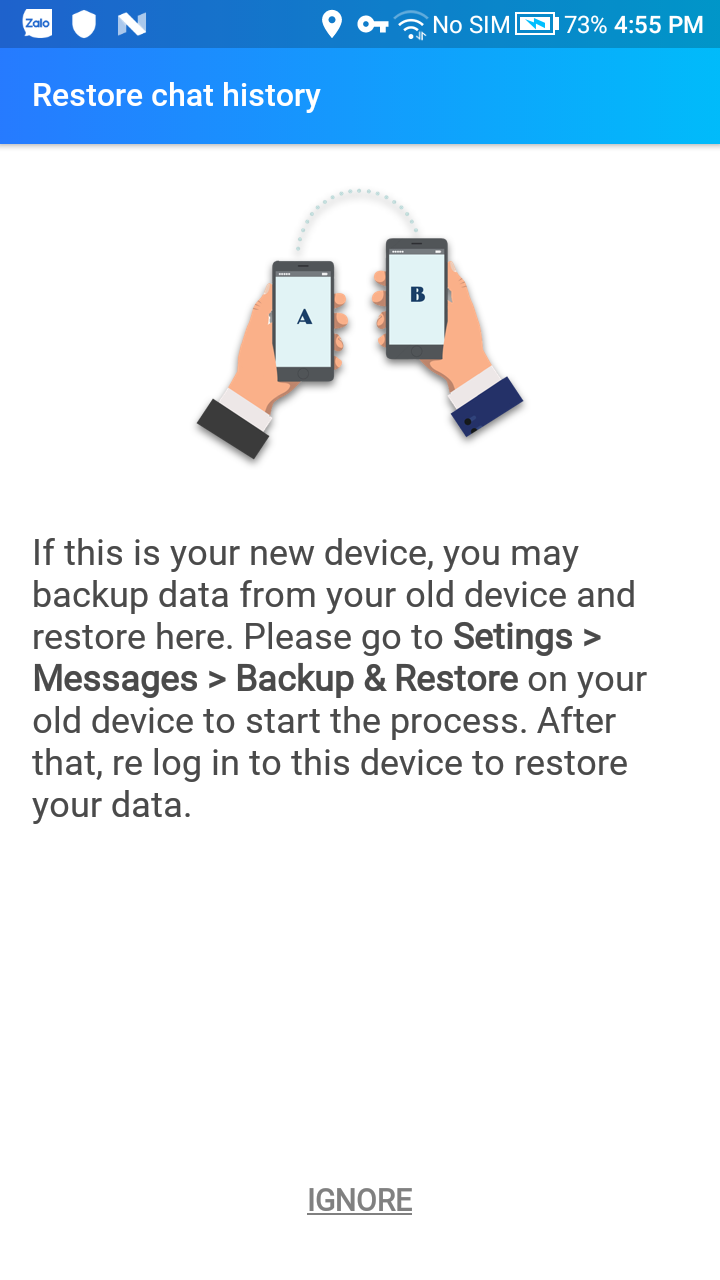 Zalo No SIM 73% 4:55 PM
Restore chat history
A
B
If this is your new device, you may
backup data from your old device and
restore here. Please go to Setings >
Messages > Backup & Restore on your
old device to start the process. After
that, re log in to this device to restore
your data.
IGNORE